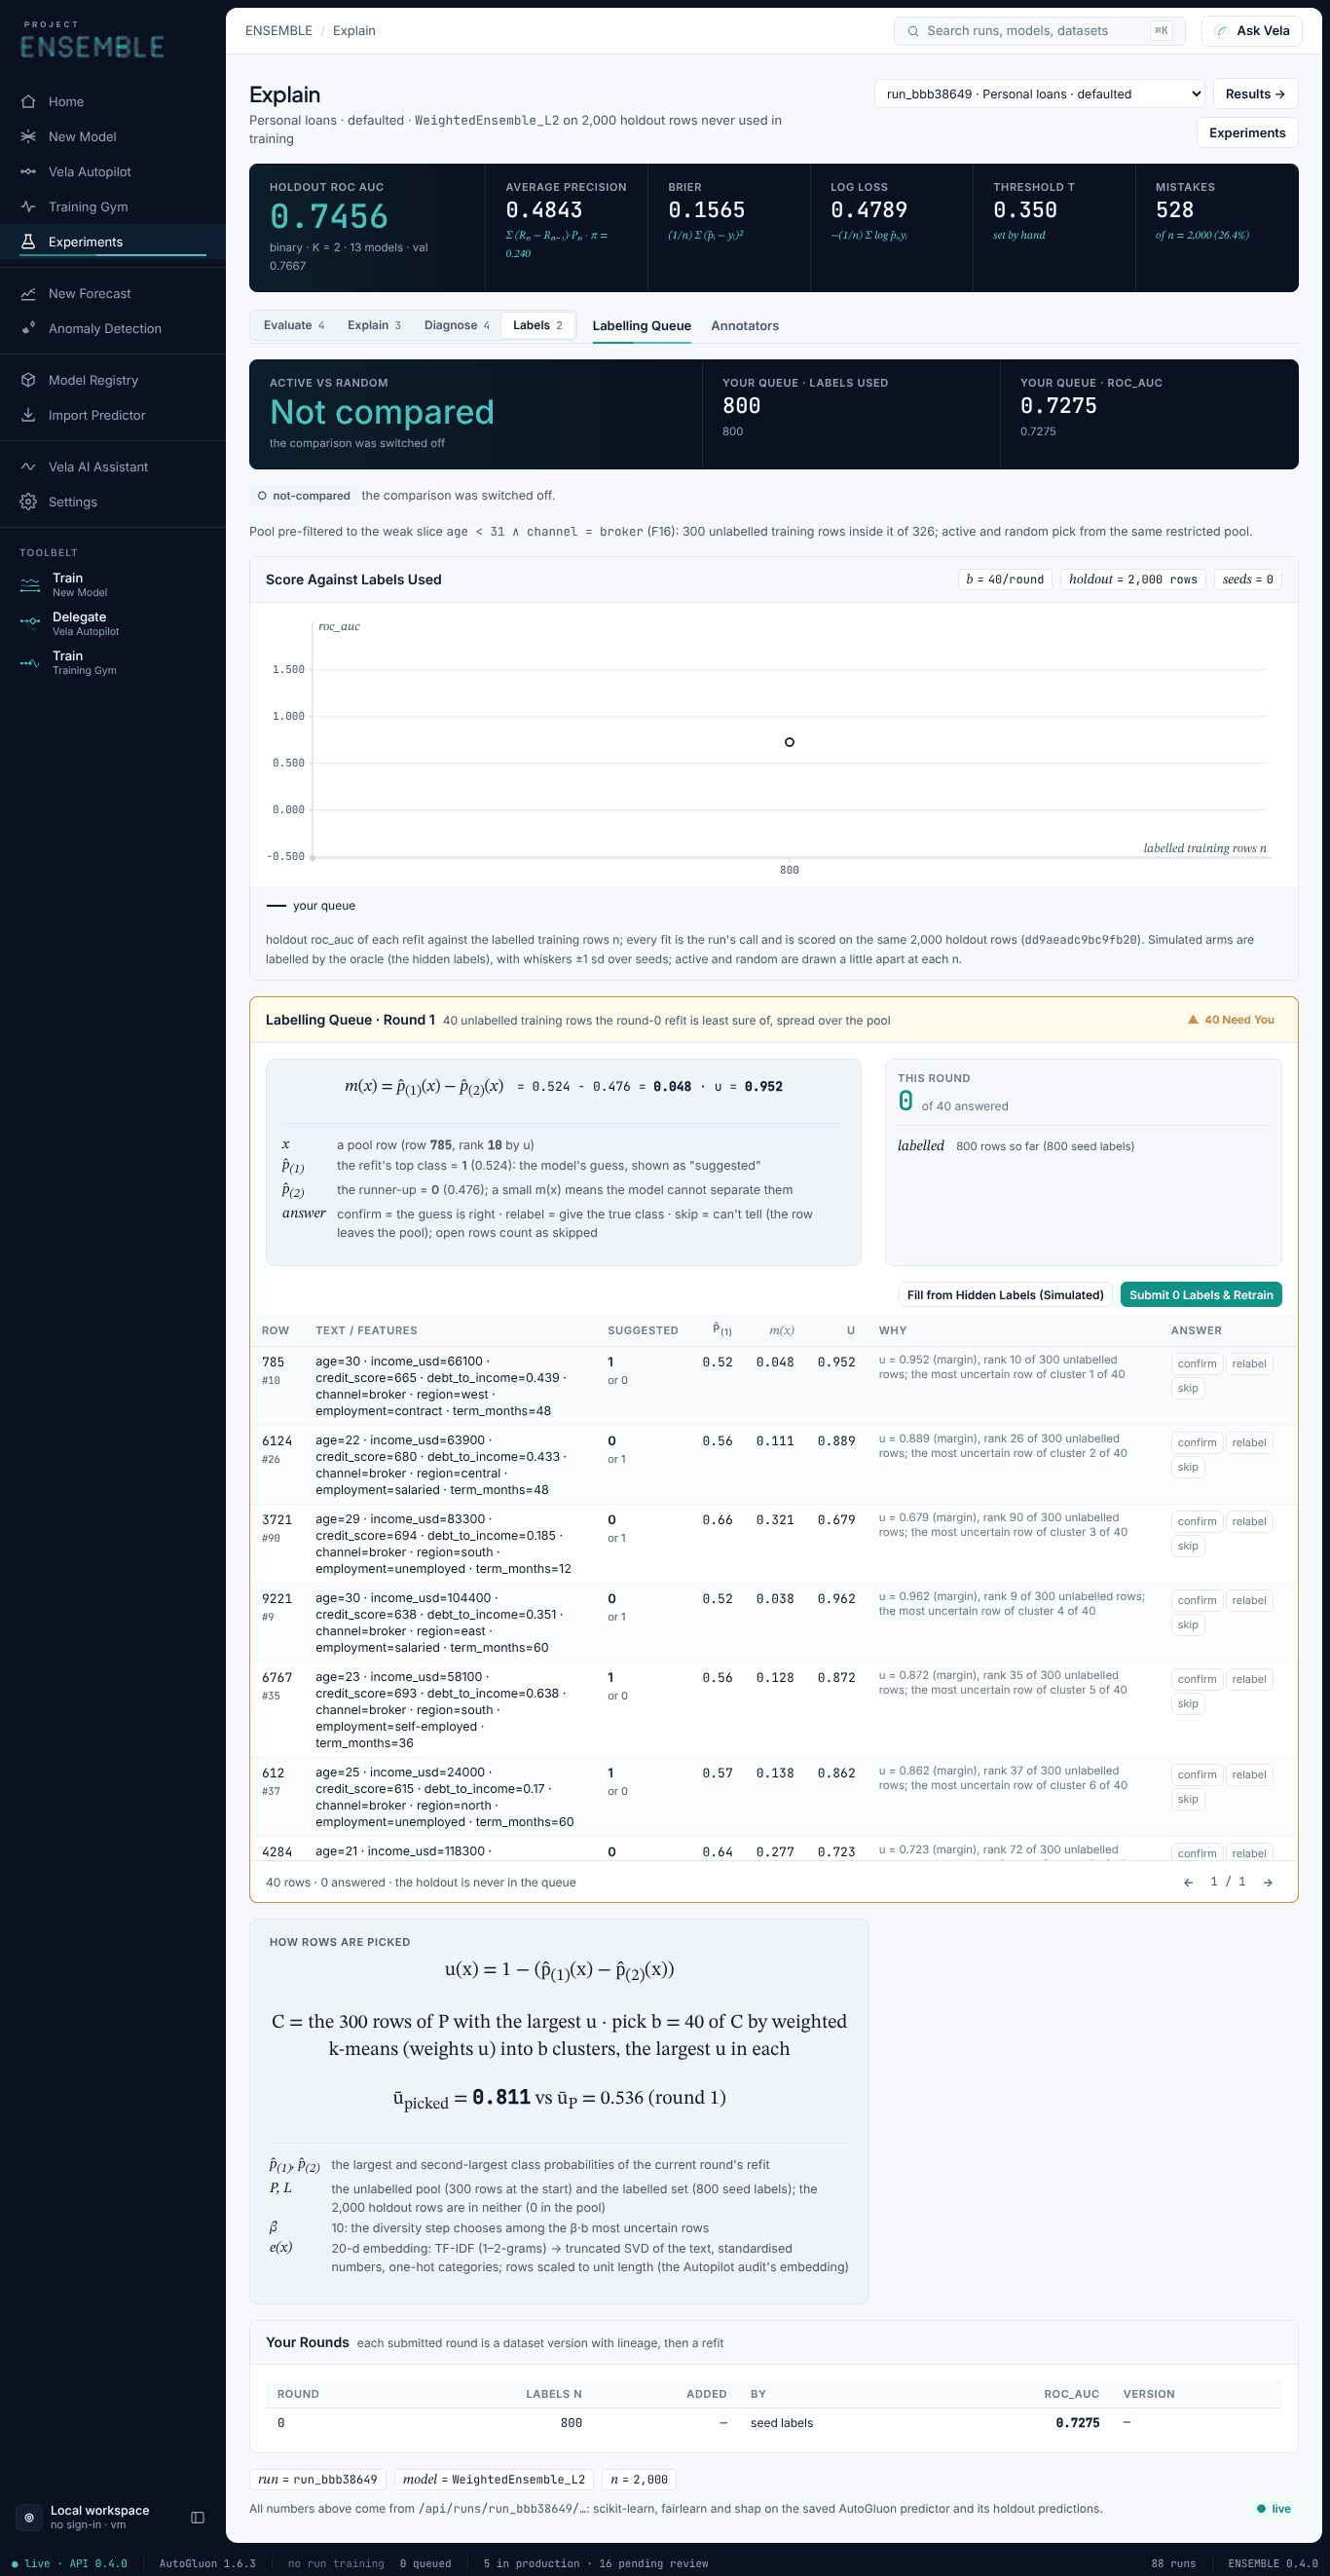 PROJECT
ENSEMBLE
Home
New Model
Vela Autopilot
Training Gym
Experiments
New Forecast
Anomaly Detection
Model Registry
Import Predictor
Vela AI Assistant
Settings
TOOLBELT
Train
New Model
Delegate
Vela Autopilot
Train
Training Gym
Local workspace
no sign-in · vm
ENSEMBLE / Explain
Search runs, models, datasets ⌘K
Ask Vela
Explain
run_bbb38649 · Personal loans · defaulted
Results →
Personal loans · defaulted · WeightedEnsemble_L2 on 2,000 holdout rows never used in
training
Experiments
HOLDOUT ROC AUC
0.7456
binary · K = 2 · 13 models · val
0.7667
AVERAGE PRECISION
0.4843
Σ (Rₙ − Rₙ₋₁)·Pₙ · π =
0.240
BRIER
0.1565
(1/n) Σ (p̂ᵢ − yᵢ)²
LOG LOSS
0.4789
−(1/n) Σ log p̂ᵢ,yᵢ
THRESHOLD T
0.350
set by hand
MISTAKES
528
of n = 2,000 (26.4%)
Evaluate 4 Explain 3 Diagnose 4 Labels 2 Labelling Queue Annotators
ACTIVE VS RANDOM
Not compared
the comparison was switched off
YOUR QUEUE · LABELS USED
800
800
YOUR QUEUE · ROC_AUC
0.7275
0.7275
not-compared the comparison was switched off.
Pool pre-filtered to the weak slice age < 31 ∧ channel = broker (F16): 300 unlabelled training rows inside it of 326; active and random pick from the same restricted pool.
Score Against Labels Used
b = 40/round holdout = 2,000 rows seeds = 0
roc_auc
1.500
1.000
0.500
0.000
-0.500
labelled training rows n
800
your queue
holdout roc_auc of each refit against the labelled training rows n; every fit is the run's call and is scored on the same 2,000 holdout rows (dd9aeadc9bc9fb20). Simulated arms are
labelled by the oracle (the hidden labels), with whiskers ±1 sd over seeds; active and random are drawn a little apart at each n.
Labelling Queue · Round 1 40 unlabelled training rows the round-0 refit is least sure of, spread over the pool
▲ 40 Need You
m(x) = p̂(1)(x) − p̂(2)(x) = 0.524 - 0.476 = 0.048 · u = 0.952
x a pool row (row 785, rank 10 by u)
p̂(1) the refit's top class = 1 (0.524): the model's guess, shown as "suggested"
p̂(2) the runner-up = 0 (0.476); a small m(x) means the model cannot separate them
answer confirm = the guess is right · relabel = give the true class · skip = can't tell (the row
leaves the pool); open rows count as skipped
THIS ROUND
0 of 40 answered
labelled 800 rows so far (800 seed labels)
Fill from Hidden Labels (Simulated) Submit 0 Labels & Retrain
ROW TEXT / FEATURES SUGGESTED P̂(1) m(x) U WHY ANSWER
785 #10
age=30 · income_usd=66100 ·
credit_score=665 · debt_to_income=0.439 ·
channel=broker · region=west ·
employment=contract · term_months=48
1 or 0
0.52 0.048 0.952
u = 0.952 (margin), rank 10 of 300 unlabelled
rows; the most uncertain row of cluster 1 of 40
confirm relabel
skip
6124 #26
age=22 · income_usd=63900 ·
credit_score=680 · debt_to_income=0.433 ·
channel=broker · region=central ·
employment=salaried · term_months=48
0 or 1
0.56 0.111 0.889
u = 0.889 (margin), rank 26 of 300 unlabelled
rows; the most uncertain row of cluster 2 of 40
confirm relabel
skip
3721 #90
age=29 · income_usd=83300 ·
credit_score=694 · debt_to_income=0.185 ·
channel=broker · region=south ·
employment=unemployed · term_months=12
0 or 1
0.66 0.321 0.679
u = 0.679 (margin), rank 90 of 300 unlabelled
rows; the most uncertain row of cluster 3 of 40
confirm relabel
skip
9221 #9
age=30 · income_usd=104400 ·
credit_score=638 · debt_to_income=0.351 ·
channel=broker · region=east ·
employment=salaried · term_months=60
0 or 1
0.52 0.038 0.962
u = 0.962 (margin), rank 9 of 300 unlabelled rows;
the most uncertain row of cluster 4 of 40
confirm relabel
skip
6767 #35
age=23 · income_usd=58100 ·
credit_score=693 · debt_to_income=0.638 ·
channel=broker · region=south ·
employment=self-employed ·
term_months=36
1 or 0
0.56 0.128 0.872
u = 0.872 (margin), rank 35 of 300 unlabelled
rows; the most uncertain row of cluster 5 of 40
confirm relabel
skip
612 #37
age=25 · income_usd=24000 ·
credit_score=615 · debt_to_income=0.17 ·
channel=broker · region=north ·
employment=unemployed · term_months=60
1 or 0
0.57 0.138 0.862
u = 0.862 (margin), rank 37 of 300 unlabelled
rows; the most uncertain row of cluster 6 of 40
confirm relabel
skip
4284
age=21 · income_usd=118300 ·
0
0.64 0.277 0.723
u = 0.723 (margin), rank 72 of 300 unlabelled
confirm relabel
40 rows · 0 answered · the holdout is never in the queue
← 1 / 1 →
HOW ROWS ARE PICKED
u(x) = 1 − (p̂(1)(x) − p̂(2)(x))
C = the 300 rows of P with the largest u · pick b = 40 of C by weighted
k-means (weights u) into b clusters, the largest u in each
ūpicked = 0.811 vs ūP = 0.536 (round 1)
p̂(1), p̂(2) the largest and second-largest class probabilities of the current round's refit
P, L the unlabelled pool (300 rows at the start) and the labelled set (800 seed labels); the
2,000 holdout rows are in neither (0 in the pool)
β 10: the diversity step chooses among the β·b most uncertain rows
e(x) 20-d embedding: TF-IDF (1–2-grams) → truncated SVD of the text, standardised
numbers, one-hot categories; rows scaled to unit length (the Autopilot audit's embedding)
Your Rounds each submitted round is a dataset version with lineage, then a refit
ROUND LABELS N ADDED BY ROC_AUC VERSION
0 800 — seed labels 0.7275 —
run = run_bbb38649 model = WeightedEnsemble_L2 n = 2,000
All numbers above come from /api/runs/run_bbb38649/…: scikit-learn, fairlearn and shap on the saved AutoGluon predictor and its holdout predictions.
live
live · API 0.4.0 AutoGluon 1.6.3 no run training 0 queued 5 in production · 16 pending review 88 runs ENSEMBLE 0.4.0